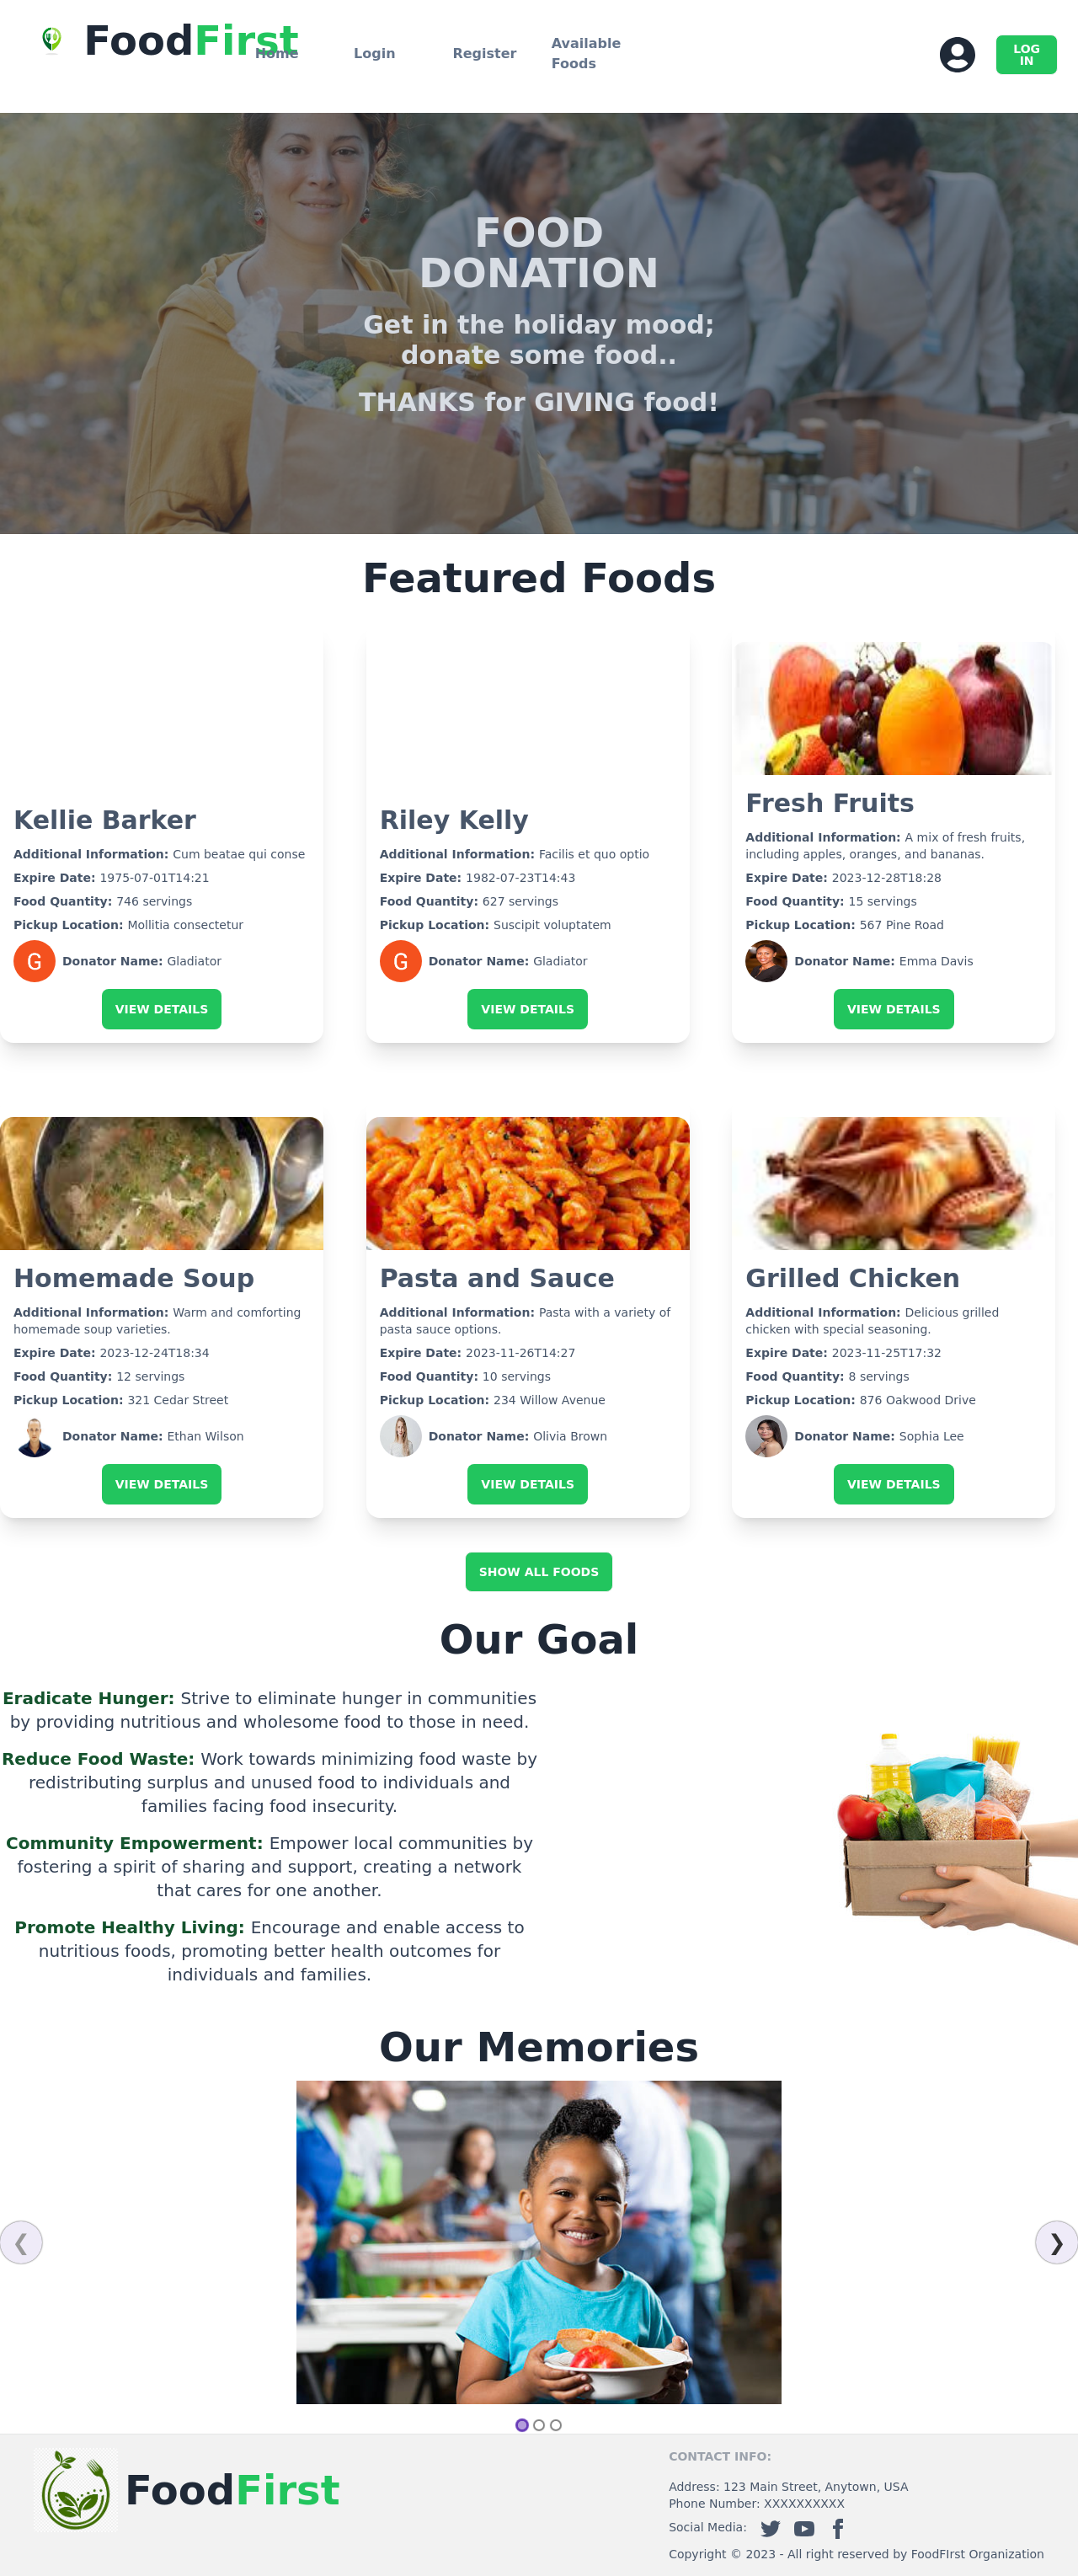 FoodFirst
Home
Login
Register
Available
Foods
LOG
IN
FOOD
DONATION
Get in the holiday mood;
donate some food..
THANKS for GIVING food!
Featured Foods
Kellie Barker
Additional Information: Cum beatae qui conse
Expire Date: 1975-07-01T14:21
Food Quantity: 746 servings
Pickup Location: Mollitia consectetur
G
Donator Name: Gladiator
VIEW DETAILS
Riley Kelly
Additional Information: Facilis et quo optio
Expire Date: 1982-07-23T14:43
Food Quantity: 627 servings
Pickup Location: Suscipit voluptatem
G
Donator Name: Gladiator
VIEW DETAILS
Fresh Fruits
Additional Information: A mix of fresh fruits,
including apples, oranges, and bananas.
Expire Date: 2023-12-28T18:28
Food Quantity: 15 servings
Pickup Location: 567 Pine Road
Donator Name: Emma Davis
VIEW DETAILS
Homemade Soup
Additional Information: Warm and comforting
homemade soup varieties.
Expire Date: 2023-12-24T18:34
Food Quantity: 12 servings
Pickup Location: 321 Cedar Street
Donator Name: Ethan Wilson
VIEW DETAILS
Pasta and Sauce
Additional Information: Pasta with a variety of
pasta sauce options.
Expire Date: 2023-11-26T14:27
Food Quantity: 10 servings
Pickup Location: 234 Willow Avenue
Donator Name: Olivia Brown
VIEW DETAILS
Grilled Chicken
Additional Information: Delicious grilled
chicken with special seasoning.
Expire Date: 2023-11-25T17:32
Food Quantity: 8 servings
Pickup Location: 876 Oakwood Drive
Donator Name: Sophia Lee
VIEW DETAILS
SHOW ALL FOODS
Our Goal
Eradicate Hunger: Strive to eliminate hunger in communities
by providing nutritious and wholesome food to those in need.
Reduce Food Waste: Work towards minimizing food waste by
redistributing surplus and unused food to individuals and
families facing food insecurity.
Community Empowerment: Empower local communities by
fostering a spirit of sharing and support, creating a network
that cares for one another.
Promote Healthy Living: Encourage and enable access to
nutritious foods, promoting better health outcomes for
individuals and families.
Our Memories
FoodFirst
CONTACT INFO:
Address: 123 Main Street, Anytown, USA
Phone Number: XXXXXXXXXX
Social Media:
Copyright © 2023 - All right reserved by FoodFIrst Organization